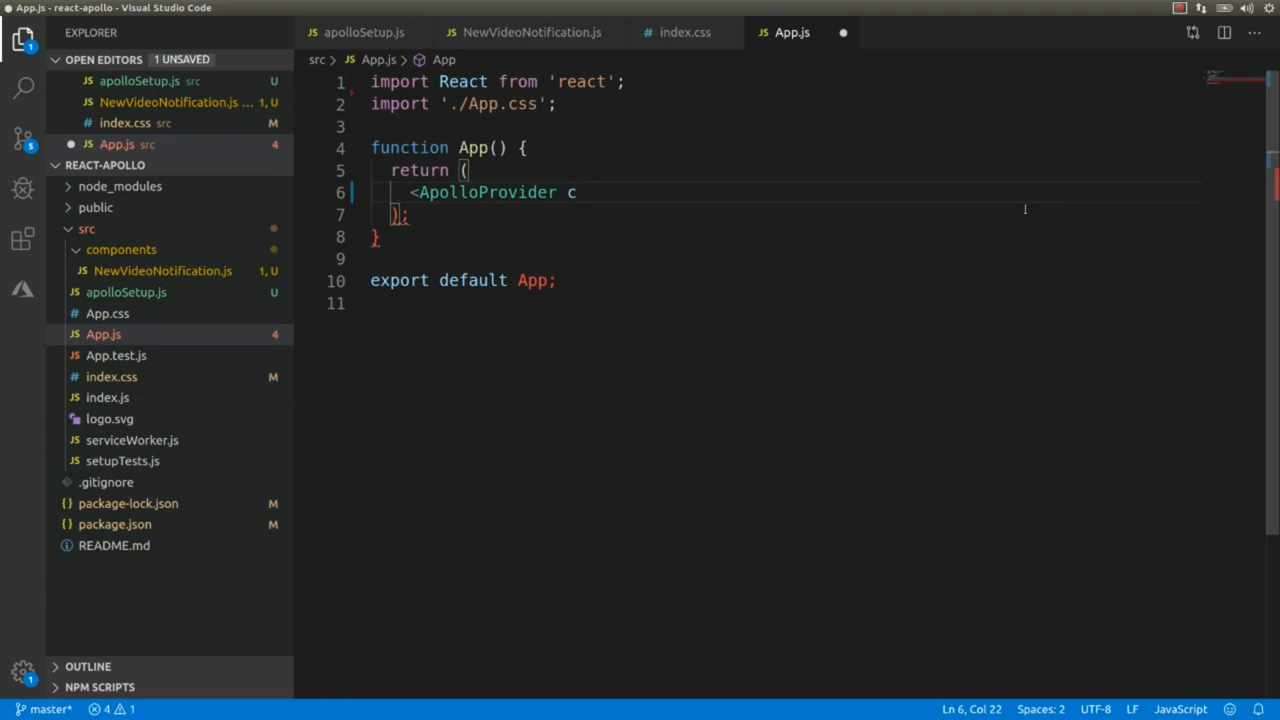 App.js - react-apollo - Visual Studio Code
EXPLORER
OPEN EDITORS 1 UNSAVED
apolloSetup.js src U
NewVideoNotification.js ... 1, U
index.css src M
App.js src 4
REACT-APOLLO
node_modules
public
src
components
NewVideoNotification.js 1, U
apolloSetup.js U
App.css
App.js 4
App.test.js
index.css M
index.js
logo.svg
serviceWorker.js
setupTests.js
.gitignore
package-lock.json M
package.json M
README.md
OUTLINE
NPM SCRIPTS
JS apolloSetup.js JS NewVideoNotification.js # index.css JS App.js
src > JS App.js > App
1 import React from 'react';
2 import './App.css';
3
4 function App() {
5 return (
6 <ApolloProvider c
7 );
8 }
9
10 export default App;
11
master* 4 1 Ln 6, Col 22 Spaces: 2 UTF-8 LF JavaScript